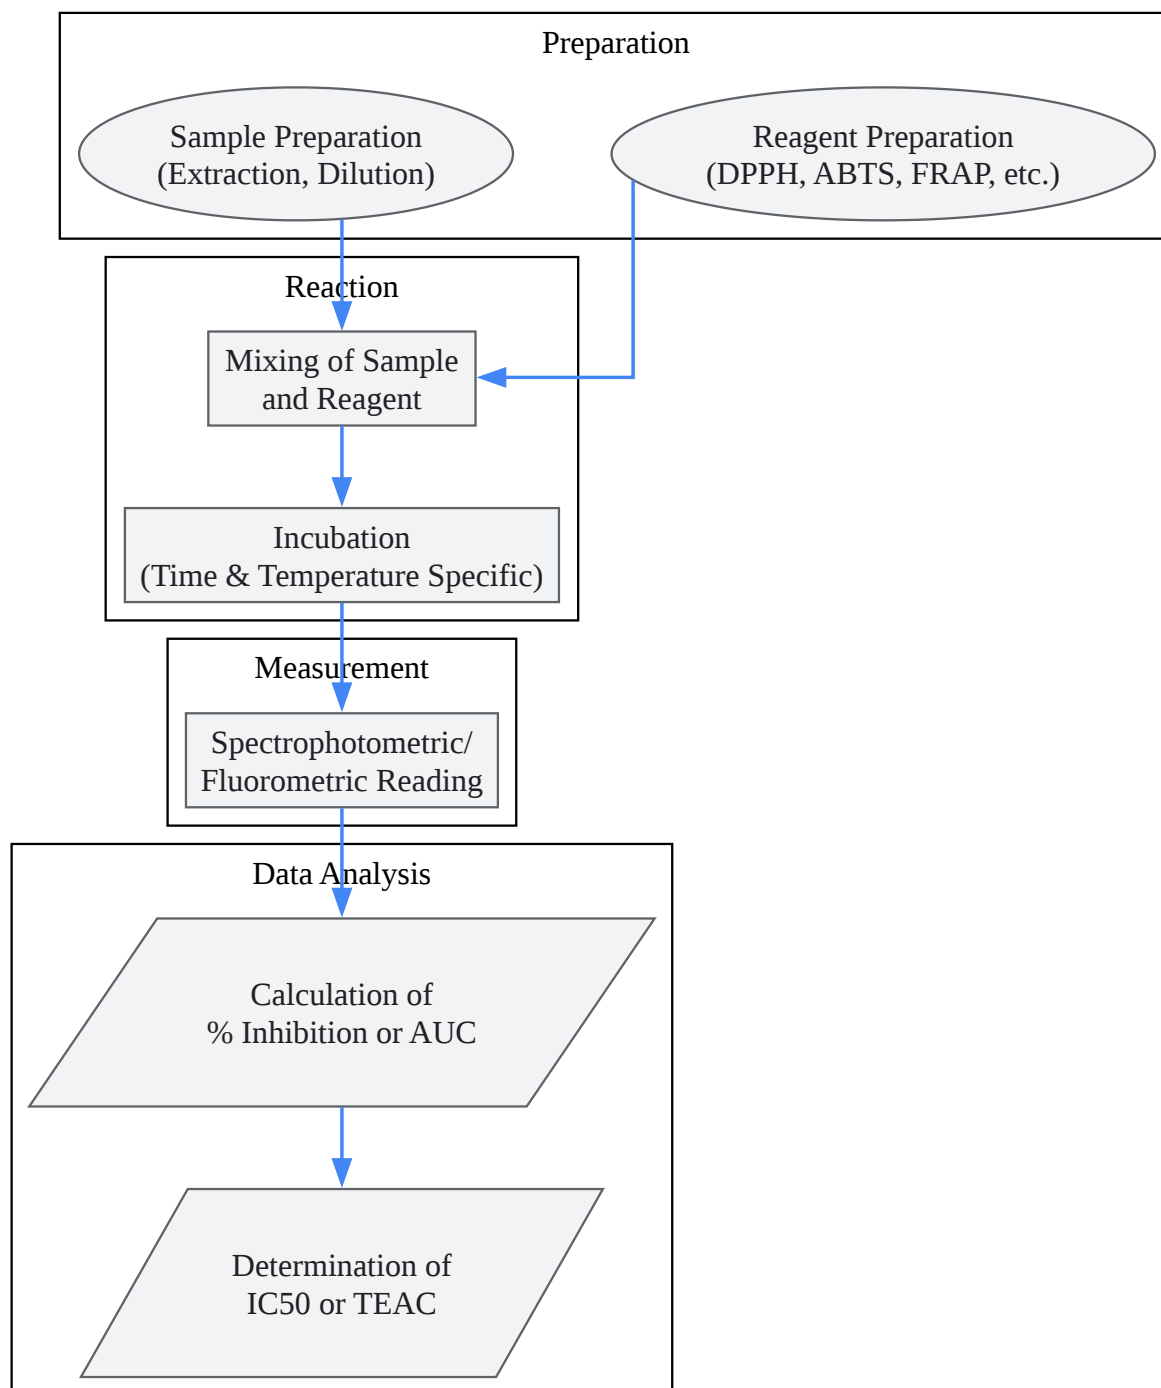 Preparation
Sample Preparation
(Extraction, Dilution)
Reagent Preparation
(DPPH, ABTS, FRAP, etc.)
Reaction
Mixing of Sample
and Reagent
Incubation
(Time & Temperature Specific)
Measurement
Spectrophotometric/
Fluorometric Reading
Data Analysis
Calculation of
% Inhibition or AUC
Determination of
IC50 or TEAC